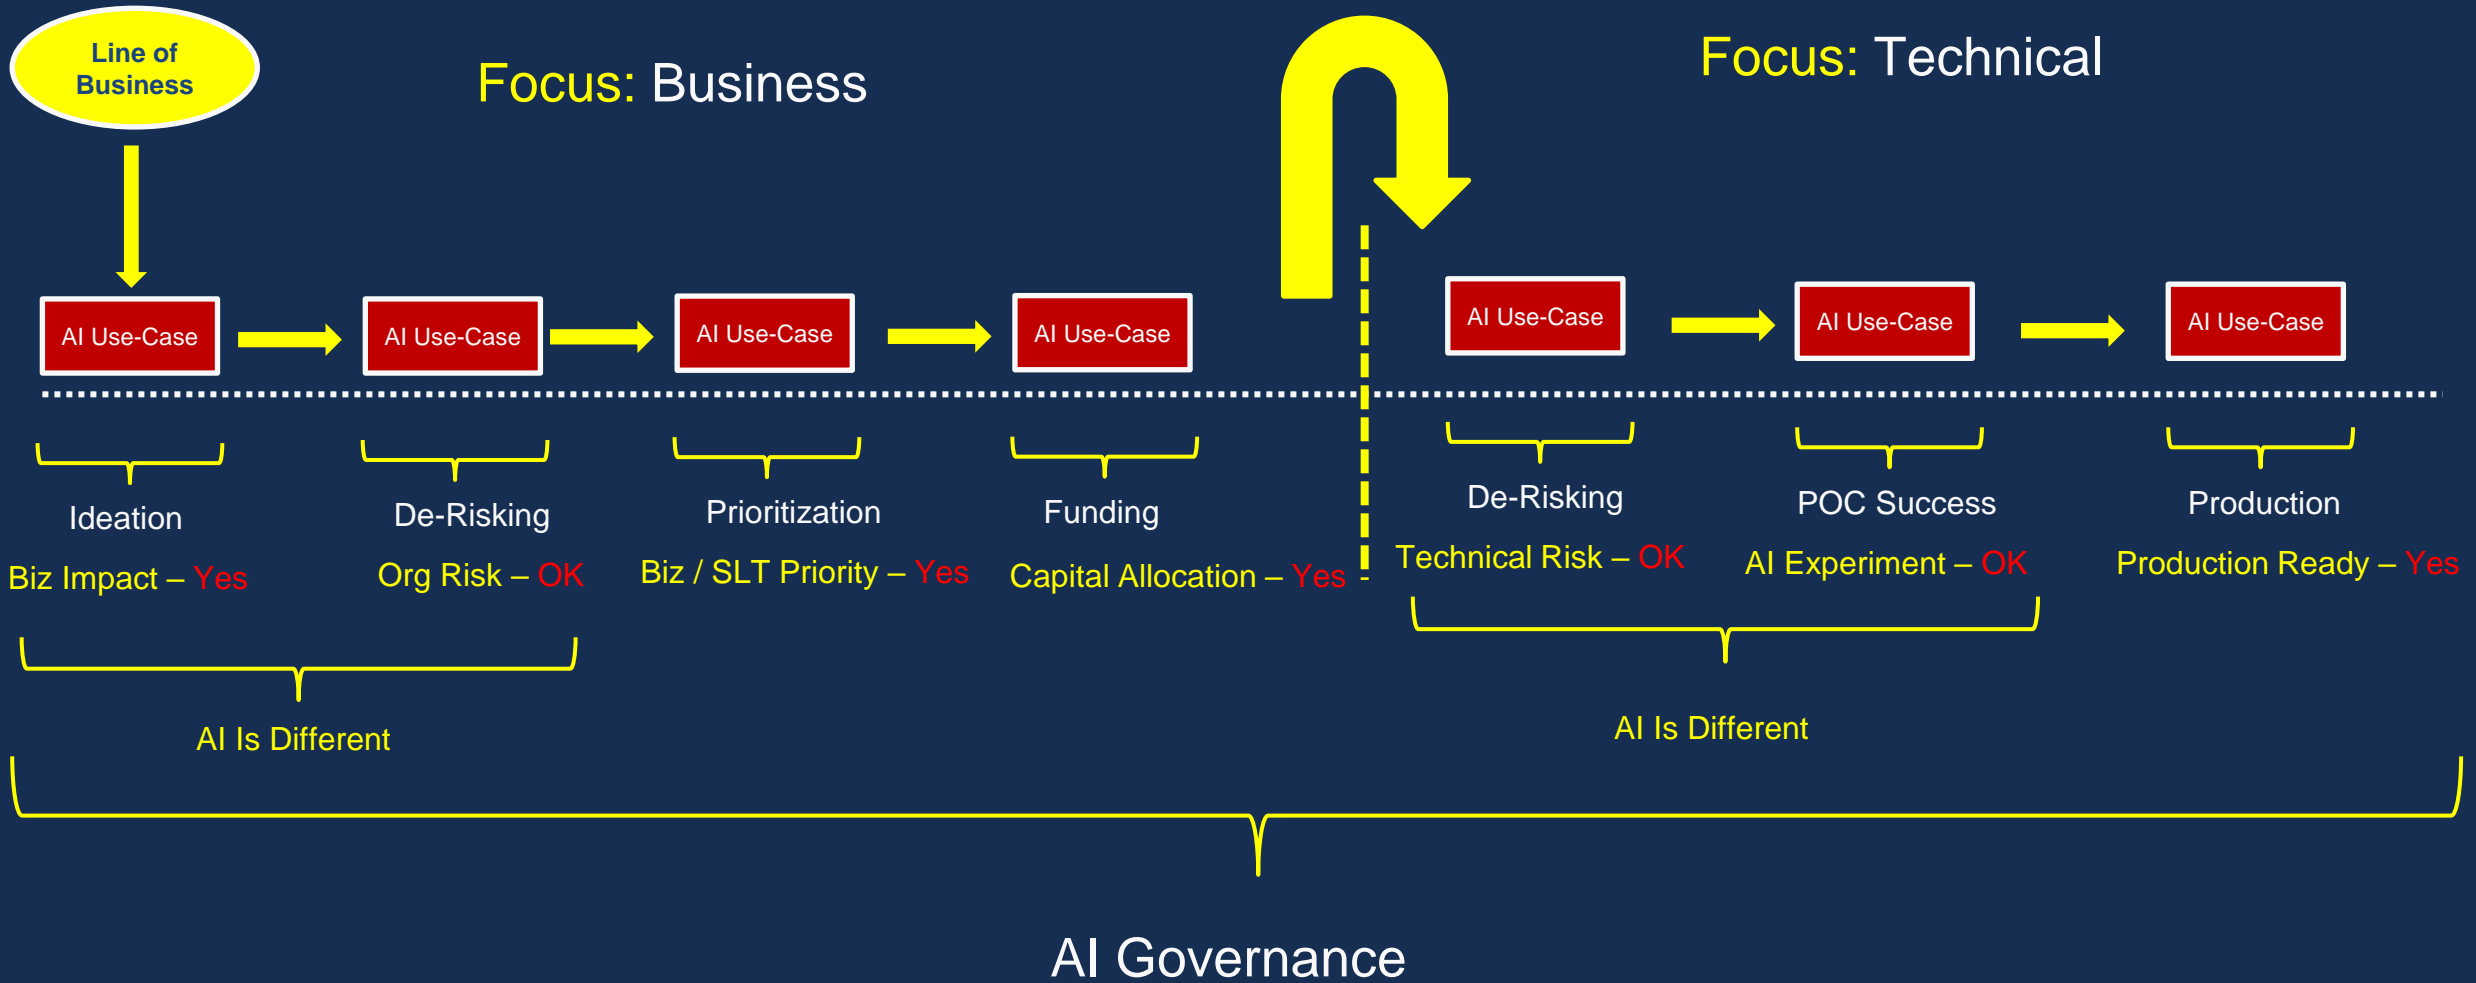 Line of
Business
Focus: Business
Focus: Technical
AI Use-Case
AI Use-Case
AI Use-Case
AI Use-Case
AI Use-Case
AI Use-Case
AI Use-Case
Ideation
De-Risking
Prioritization
Funding
De-Risking
POC Success
Production
Biz Impact – Yes
Org Risk – OK
Biz / SLT Priority – Yes
Capital Allocation – Yes
Technical Risk – OK
AI Experiment – OK
Production Ready – Yes
AI Is Different
AI Is Different
AI Governance